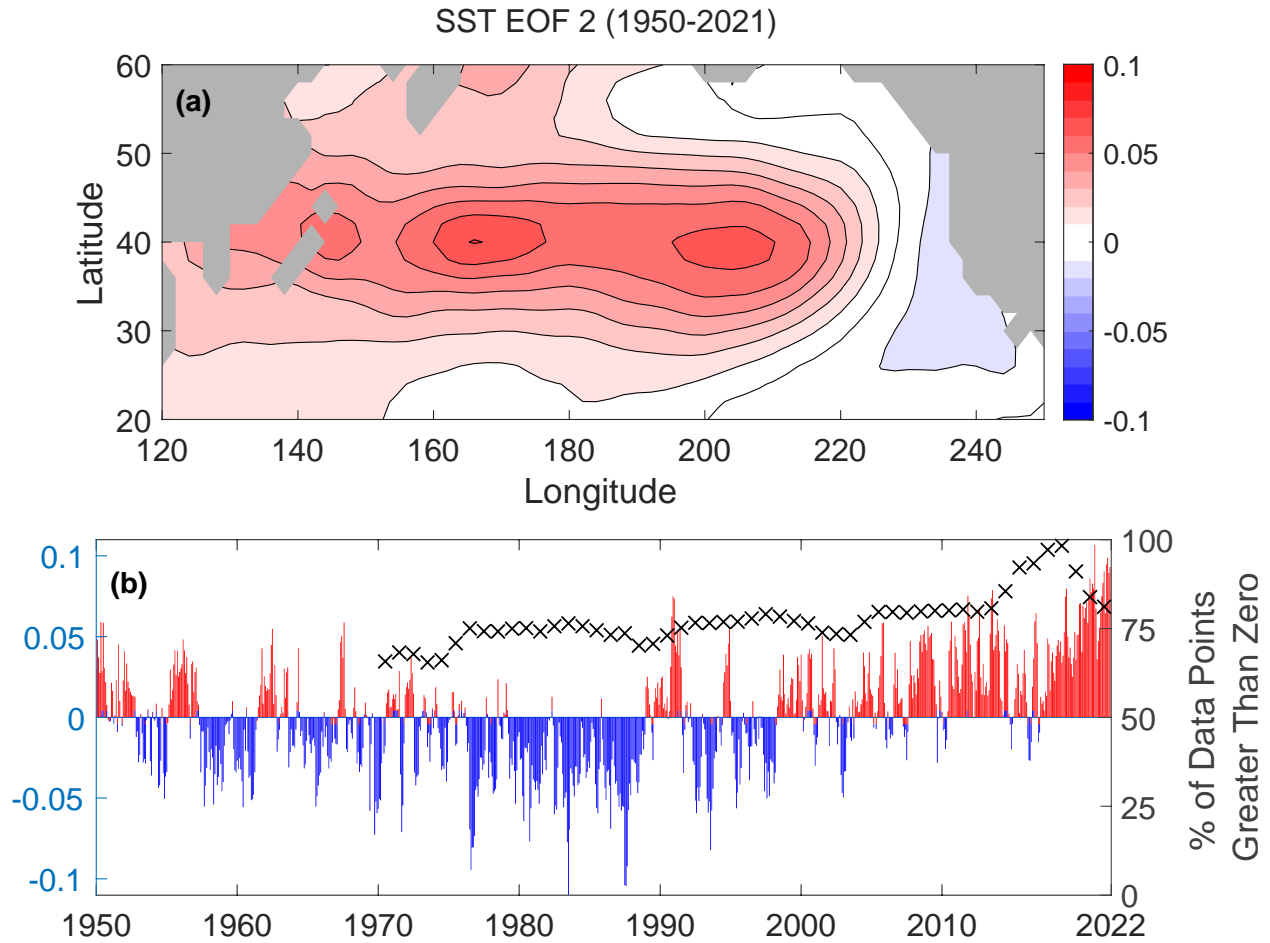 SST EOF 2 (1950-2021)
(a)
Latitude
60
50
40
30
20
120 140 160 180 200 220 240
Longitude
0.1
0.05
0
-0.05
-0.1
(b)
0.1
0.05
0
-0.05
-0.1
100
75
50
25
0
% of Data Points
Greater Than Zero
1950 1960 1970 1980 1990 2000 2010 2022